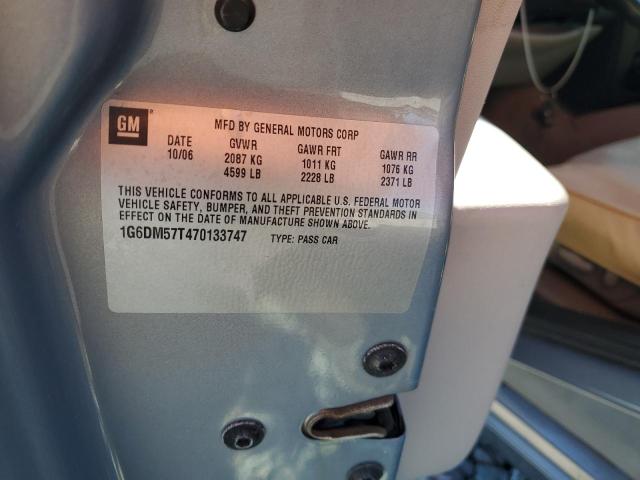 GM
MFD BY GENERAL MOTORS CORP
DATE GVWR GAWR FRT GAWR RR
10/06 2087 KG 1011 KG 1076 KG
4599 LB 2228 LB 2371 LB
THIS VEHICLE CONFORMS TO ALL APPLICABLE U.S. FEDERAL MOTOR
VEHICLE SAFETY, BUMPER, AND THEFT PREVENTION STANDARDS IN
EFFECT ON THE DATE OF MANUFACTURE SHOWN ABOVE.
1G6DM57T470133747 TYPE: PASS CAR